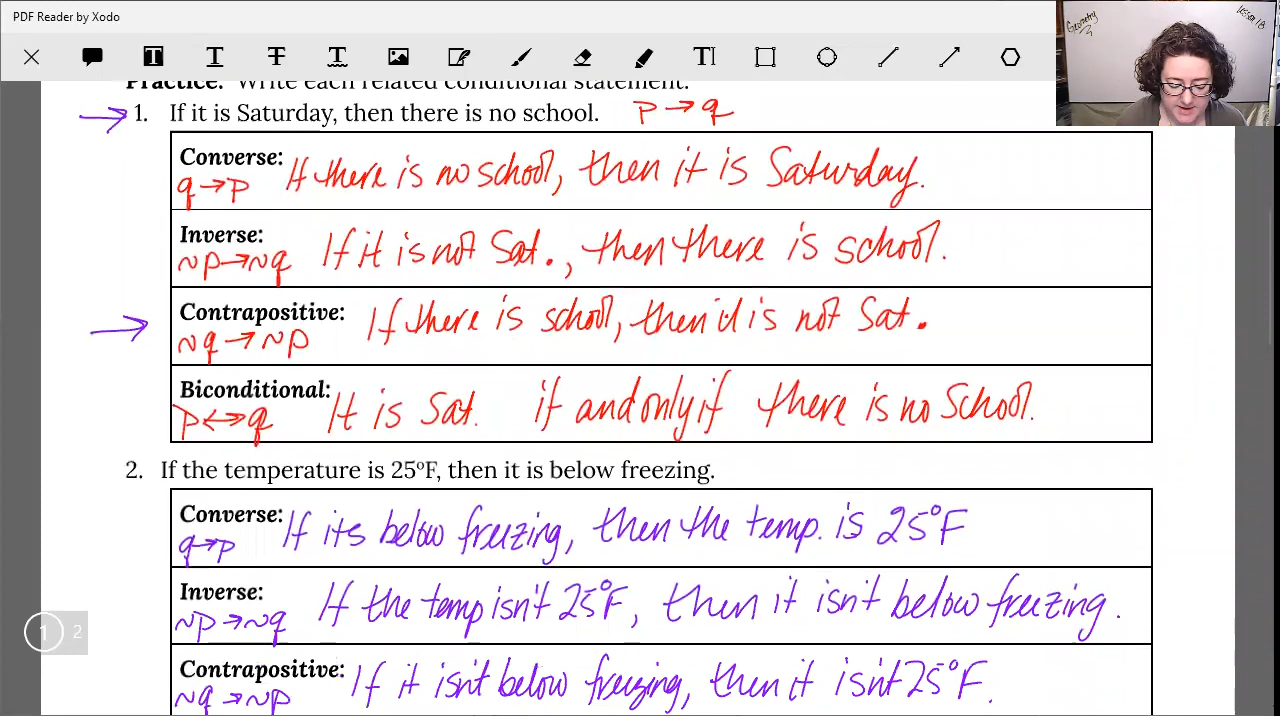 PDF Reader by Xodo
Geometry
Lesson 1B
Practice: Write each related conditional statement.
1. If it is Saturday, then there is no school. p → q
Converse: If there is no school, then it is Saturday.
q → p
Inverse: If it is not Sat., then there is school.
~p → ~q
Contrapositive: If there is school, then it is not Sat.
~q → ~p
Biconditional: It is Sat. if and only if there is no School.
p ↔ q
2. If the temperature is 25°F, then it is below freezing.
Converse: If its below freezing, then the temp. is 25°F
q → p
Inverse: If the temp isn't 25°F, then it isn't below freezing.
~p → ~q
Contrapositive: If it isn't below freezing, then it isn't 25°F.
~q → ~p
1 2